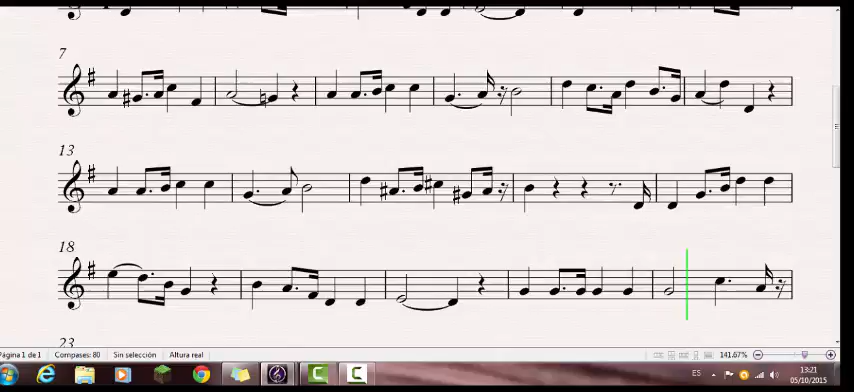 7
13
18
23
Página 1 de 1 Compases: 80 Sin selección Altura real 141.67%
ES 13:21
05/10/2015